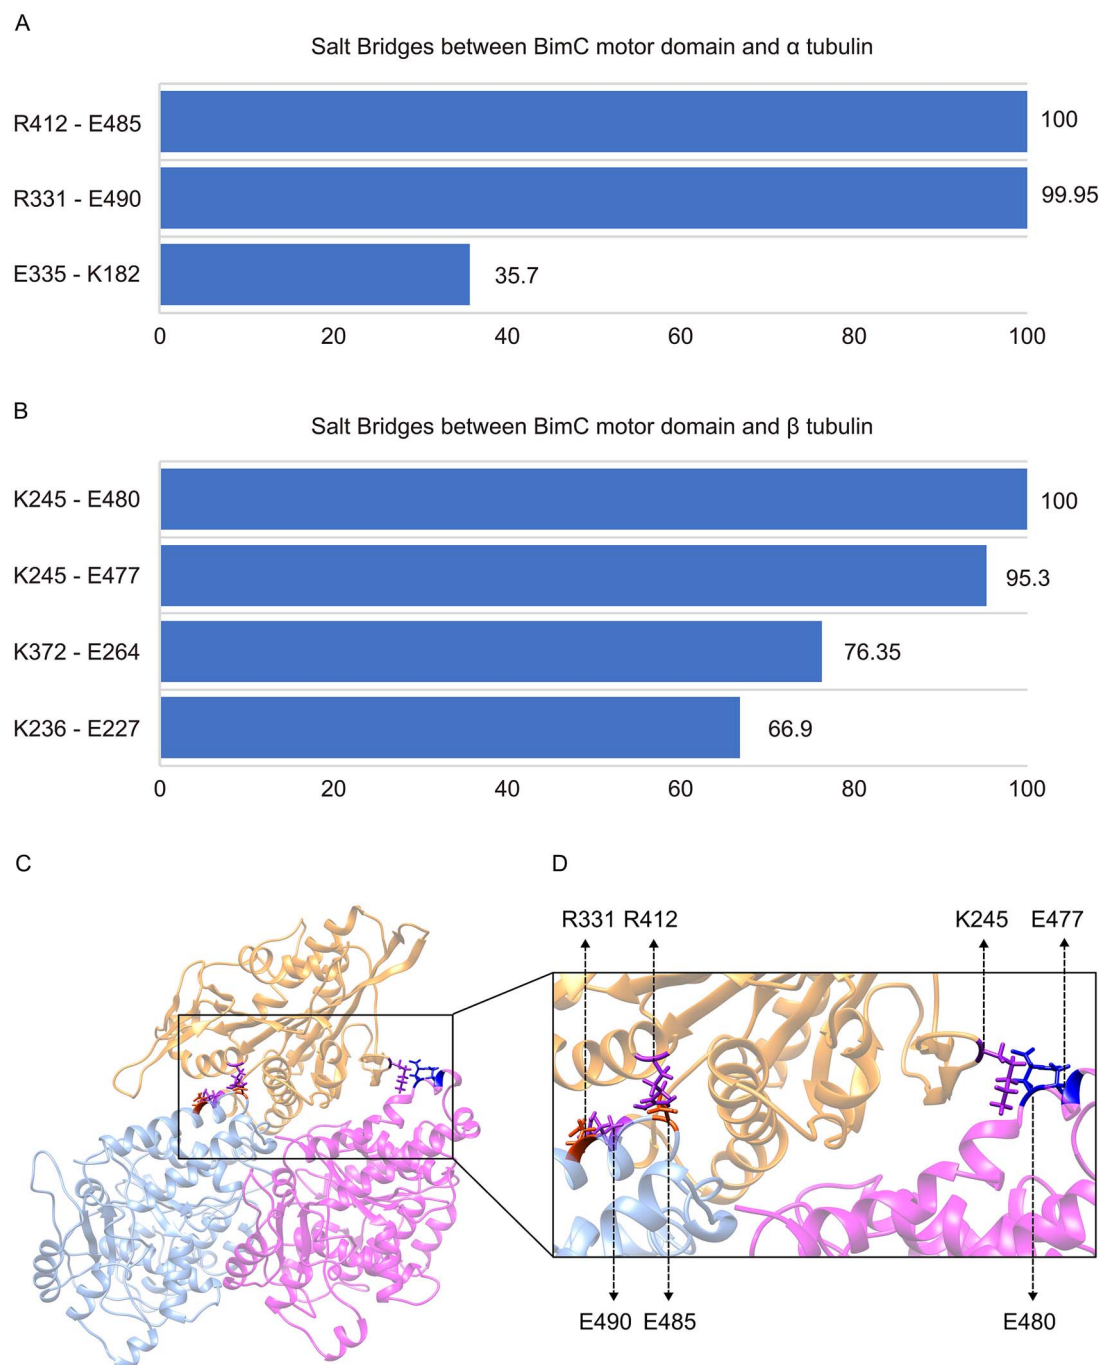 A
Salt Bridges between BimC motor domain and α tubulin
R412 - E485
100
R331 - E490
99.95
E335 - K182
35.7
0 20 40 60 80 100
B
Salt Bridges between BimC motor domain and β tubulin
K245 - E480
100
K245 - E477
95.3
K372 - E264
76.35
K236 - E227
66.9
0 20 40 60 80 100
C
D
R331 R412 K245 E477
E490 E485 E480